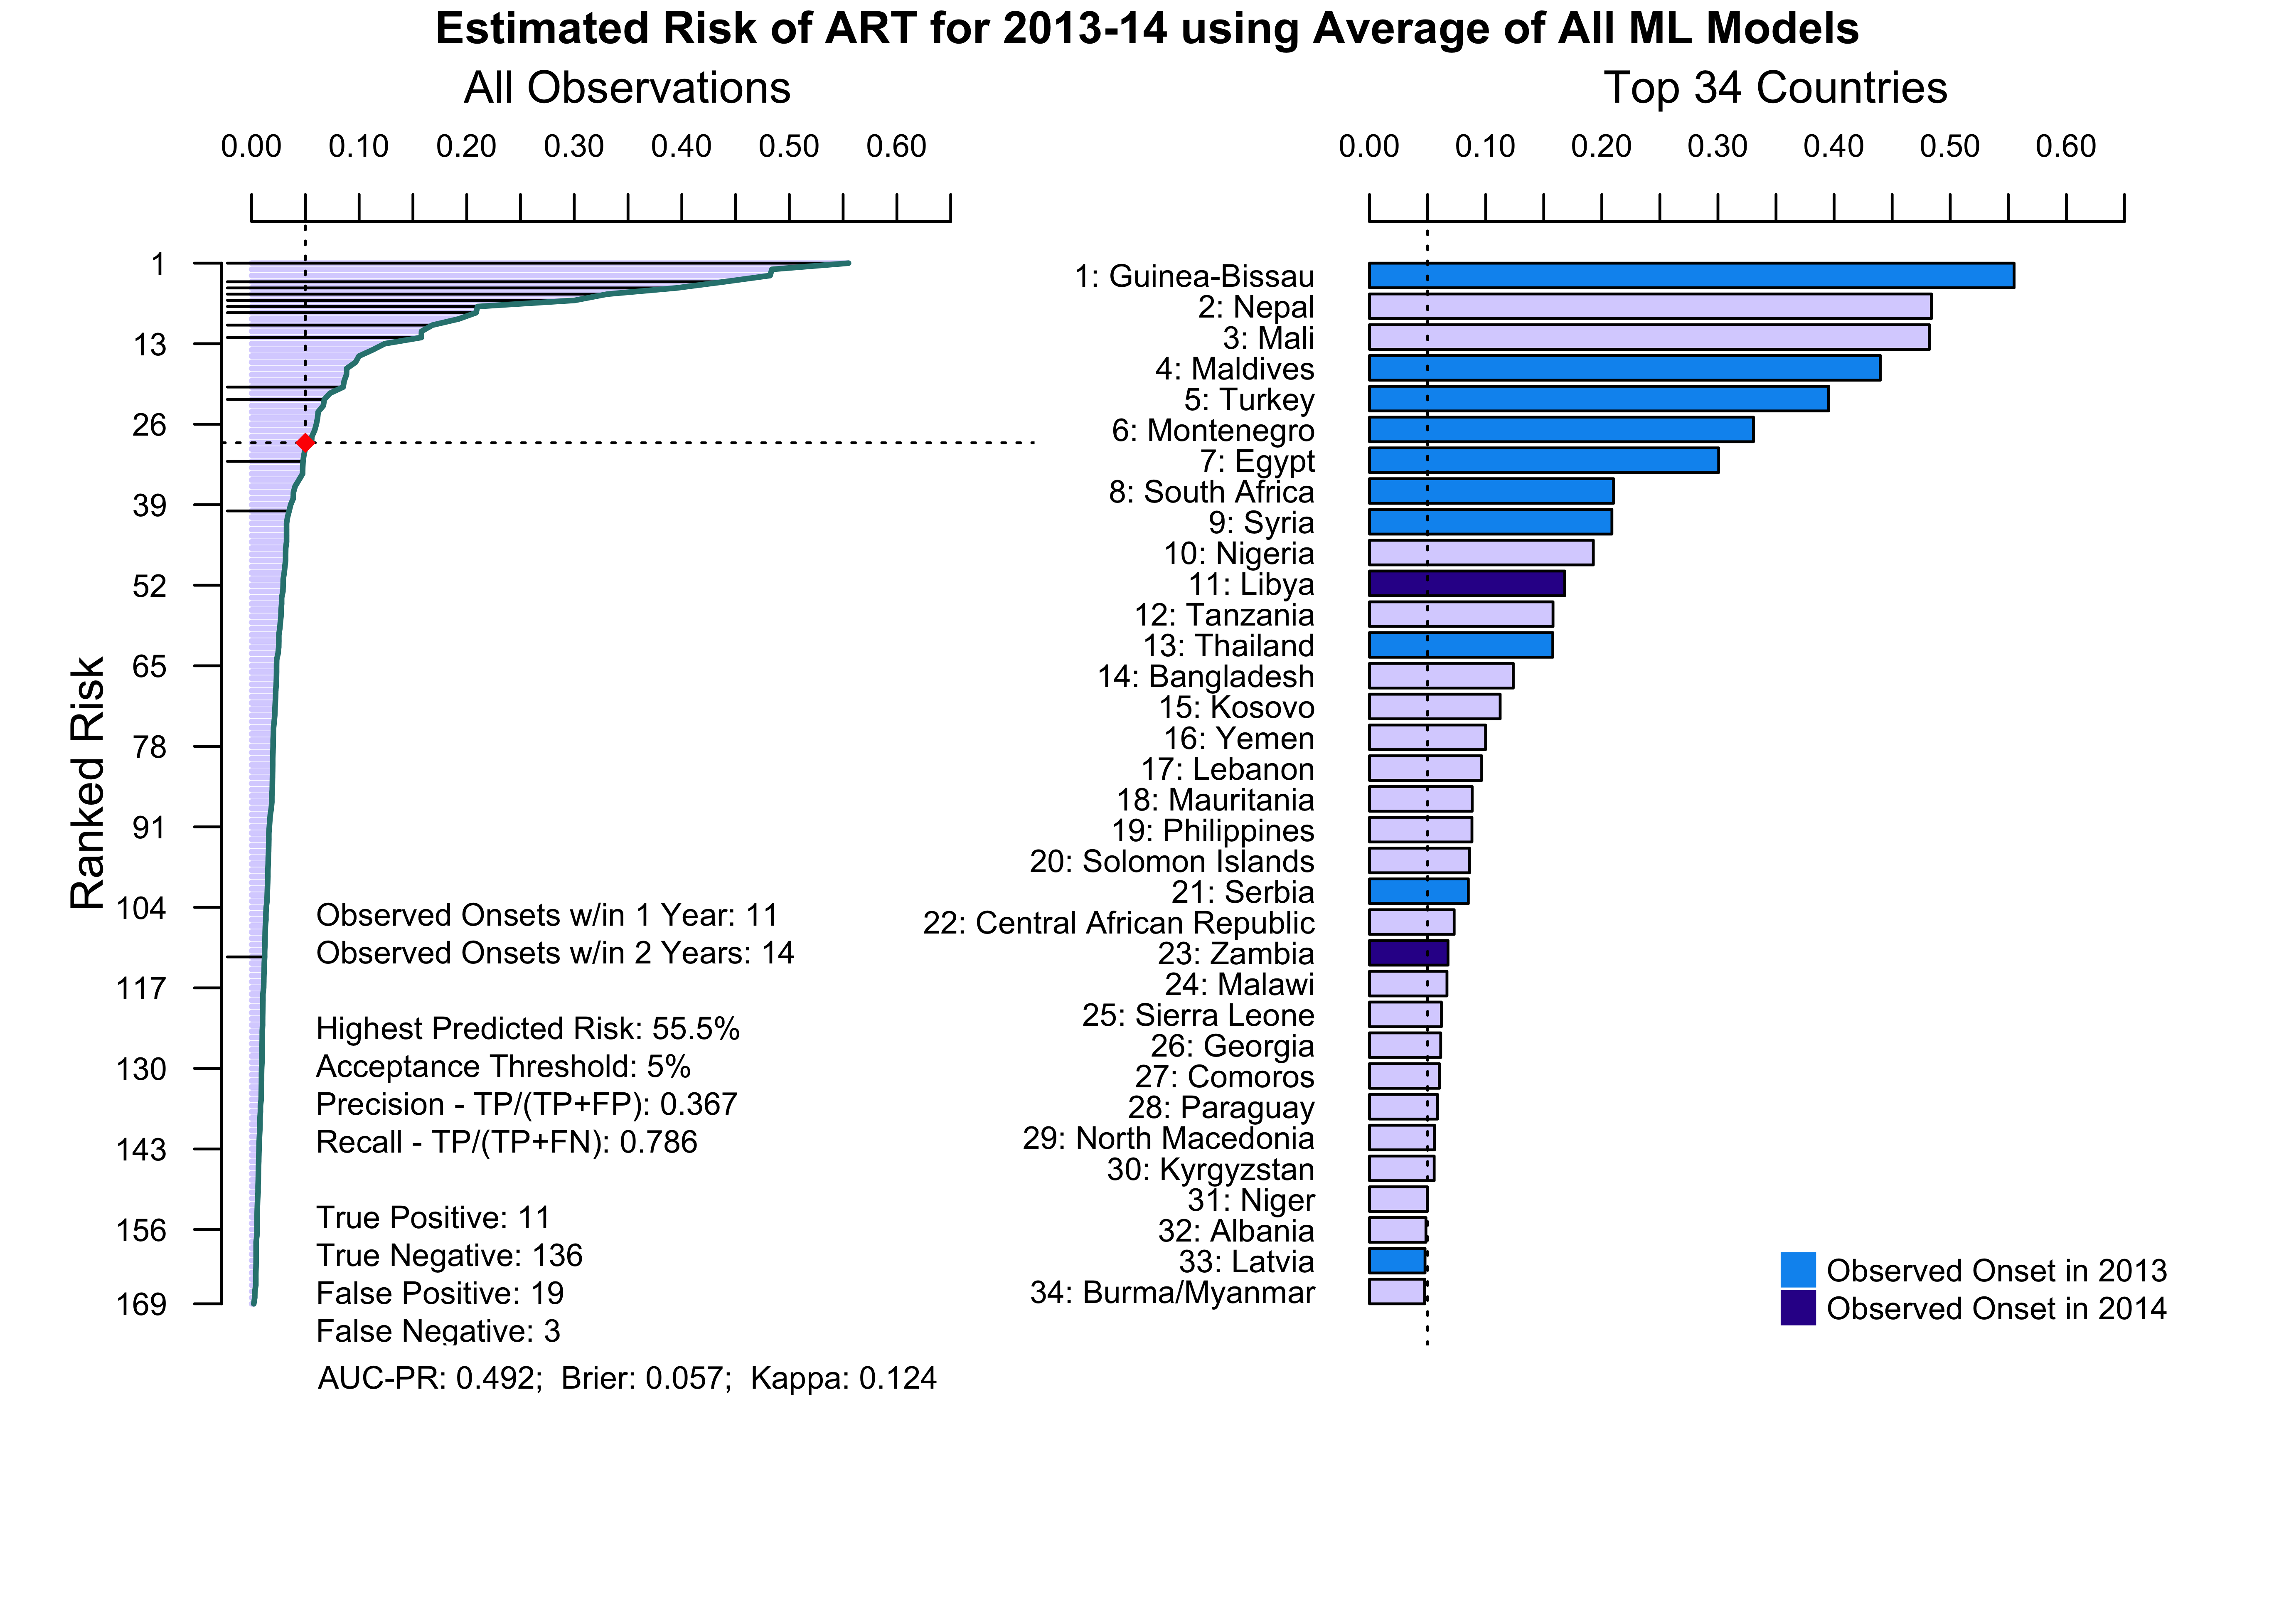 Estimated Risk of ART for 2013-14 using Average of All ML Models
All Observations
0.00 0.10 0.20 0.30 0.40 0.50 0.60
Ranked Risk
1
13
26
39
52
65
78
91
104
117
130
143
156
169
Observed Onsets w/in 1 Year: 11
Observed Onsets w/in 2 Years: 14
Highest Predicted Risk: 55.5%
Acceptance Threshold: 5%
Precision - TP/(TP+FP): 0.367
Recall - TP/(TP+FN): 0.786
True Positive: 11
True Negative: 136
False Positive: 19
False Negative: 3
AUC-PR: 0.492; Brier: 0.057; Kappa: 0.124
Top 34 Countries
0.00 0.10 0.20 0.30 0.40 0.50 0.60
1: Guinea-Bissau
2: Nepal
3: Mali
4: Maldives
5: Turkey
6: Montenegro
7: Egypt
8: South Africa
9: Syria
10: Nigeria
11: Libya
12: Tanzania
13: Thailand
14: Bangladesh
15: Kosovo
16: Yemen
17: Lebanon
18: Mauritania
19: Philippines
20: Solomon Islands
21: Serbia
22: Central African Republic
23: Zambia
24: Malawi
25: Sierra Leone
26: Georgia
27: Comoros
28: Paraguay
29: North Macedonia
30: Kyrgyzstan
31: Niger
32: Albania
33: Latvia
34: Burma/Myanmar
Observed Onset in 2013
Observed Onset in 2014